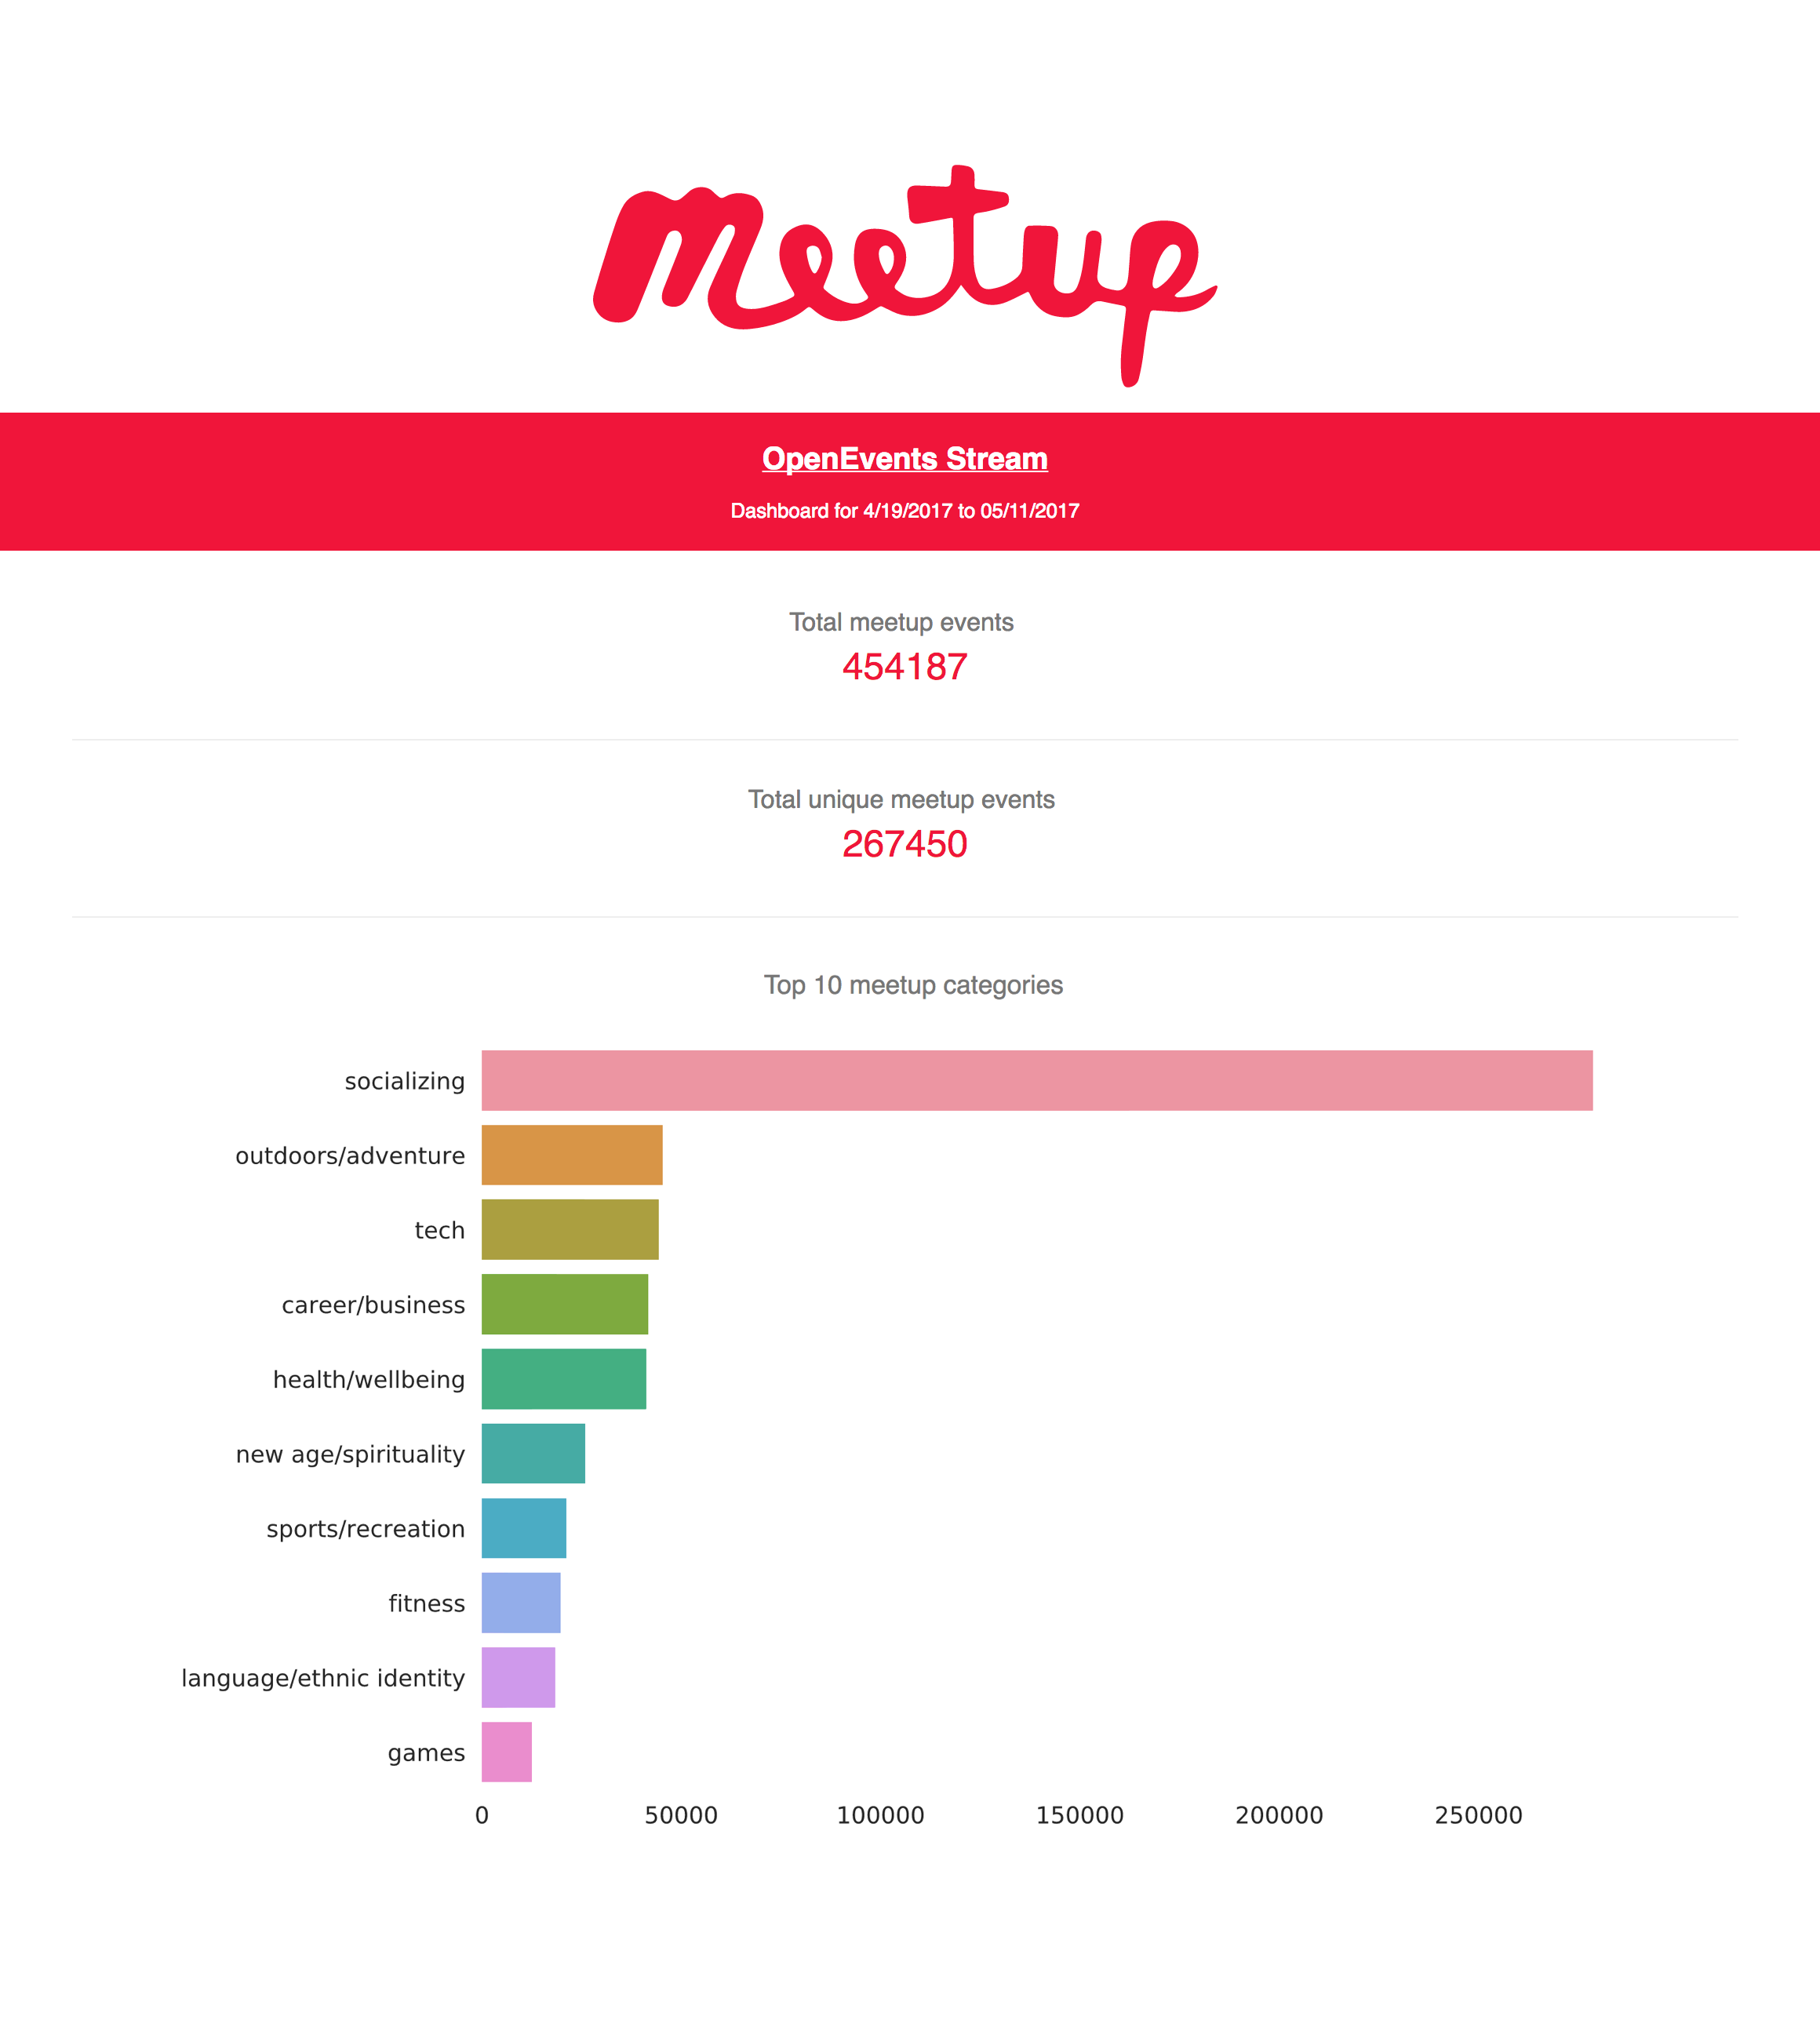 meetup
OpenEvents Stream
Dashboard for 4/19/2017 to 05/11/2017
Total meetup events
454187
Total unique meetup events
267450
Top 10 meetup categories
socializing
outdoors/adventure
tech
career/business
health/wellbeing
new age/spirituality
sports/recreation
fitness
language/ethnic identity
games
0 50000 100000 150000 200000 250000